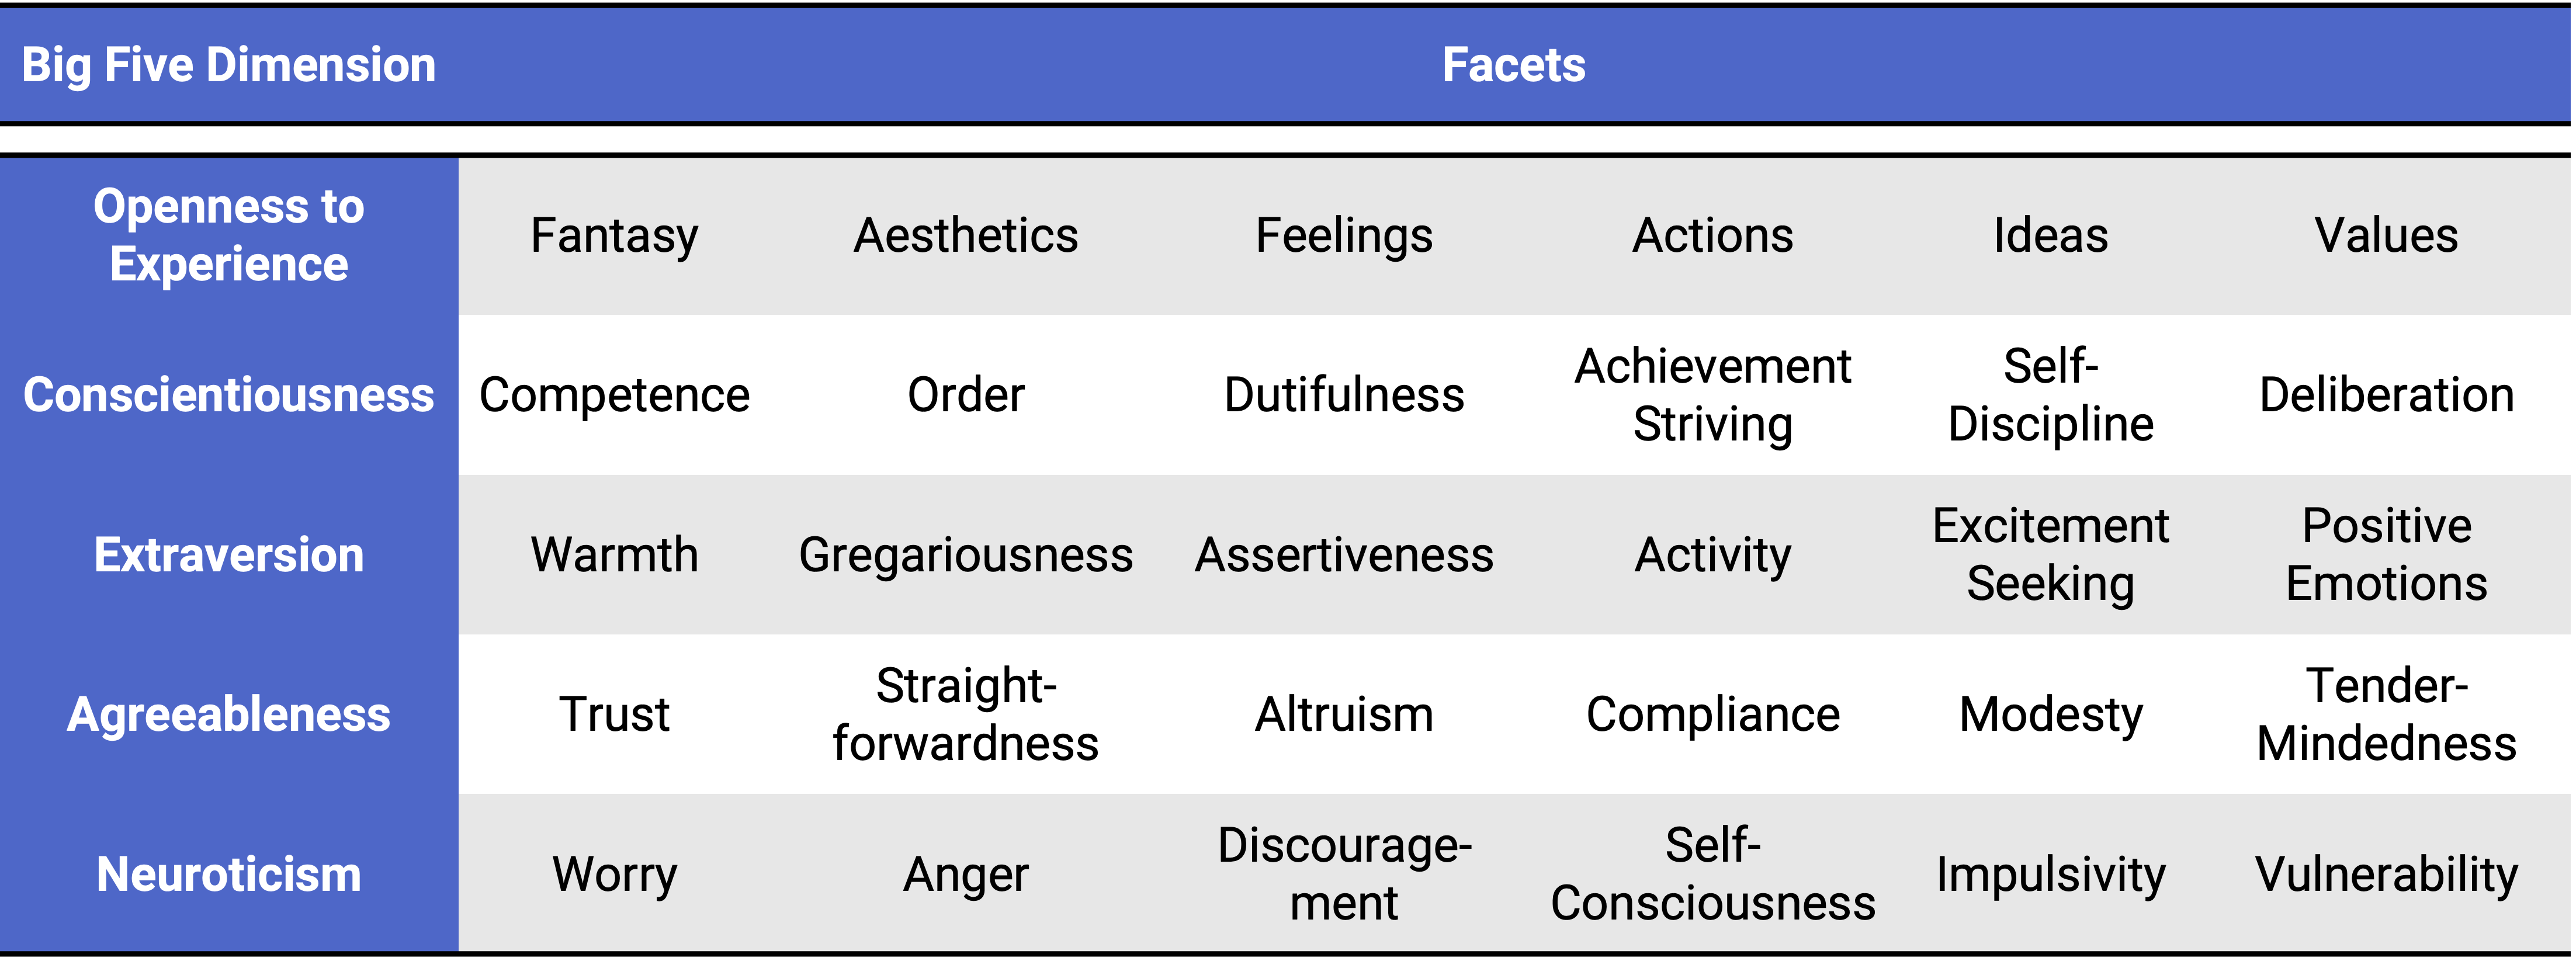 Big Five Dimension Facets
Openness to Experience Fantasy Aesthetics Feelings Actions Ideas Values
Conscientiousness Competence Order Dutifulness Achievement Striving Self-Discipline Deliberation
Extraversion Warmth Gregariousness Assertiveness Activity Excitement Seeking Positive Emotions
Agreeableness Trust Straight-forwardness Altruism Compliance Modesty Tender-Mindedness
Neuroticism Worry Anger Discourage-ment Self-Consciousness Impulsivity Vulnerability